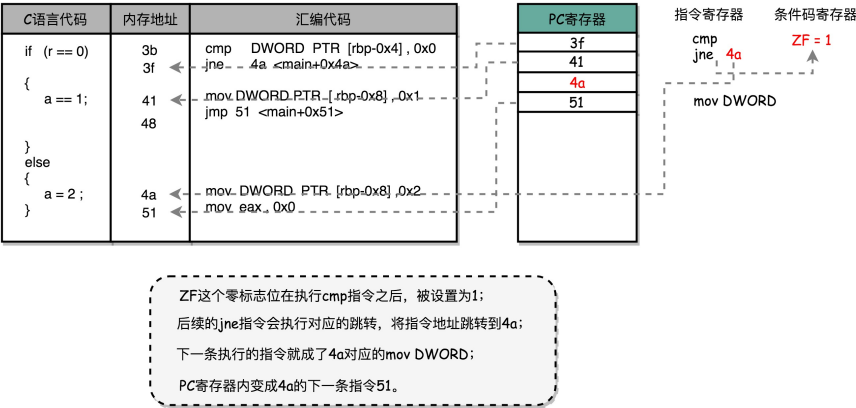 C语言代码 内存地址 汇编代码 PC寄存器 指令寄存器 条件码寄存器
if (r == 0) 3b cmp DWORD PTR [rbp-0x4] , 0x0 3f cmp ZF = 1
3f jne 4a <main+0x4a> 41 jne 4a
{ 4a
a == 1; 41 mov DWORD PTR [ rbp-0x8] , 0x1 51 mov DWORD
48 jmp 51 <main+0x51>
}
else
{
a = 2 ; 4a mov DWORD PTR [rbp-0x8] ,0x2
} 51 mov eax , 0x0
ZF这个零标志位在执行cmp指令之后，被设置为1；
后续的jne指令会执行对应的跳转，将指令地址跳转到4a；
下一条执行的指令就成了4a对应的mov DWORD；
PC寄存器内变成4a的下一条指令51。